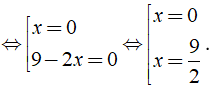 ⇔ [x = 0
9 − 2x = 0 ⇔ [x = 0
x = 9/2 .